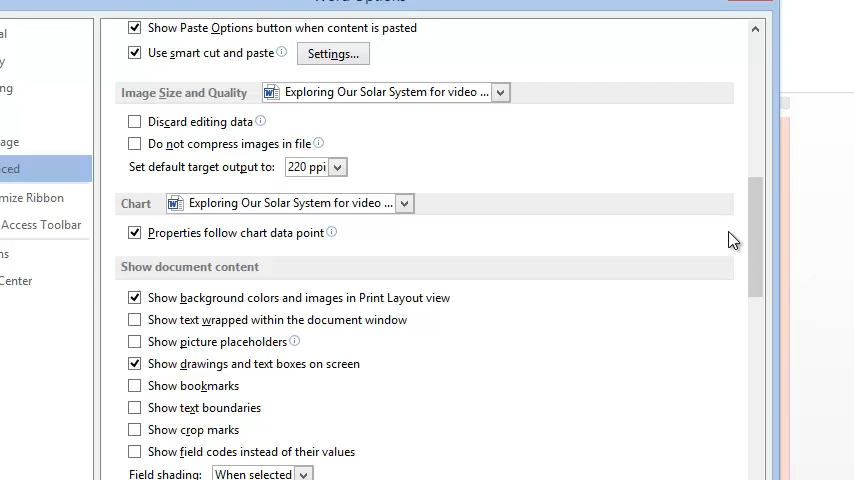 Word Options
Show Paste Options button when content is pasted
Use smart cut and paste Settings...
Image Size and Quality Exploring Our Solar System for video ...
Discard editing data
Do not compress images in file
Set default target output to: 220 ppi
Chart Exploring Our Solar System for video ...
Properties follow chart data point
Show document content
Show background colors and images in Print Layout view
Show text wrapped within the document window
Show picture placeholders
Show drawings and text boxes on screen
Show bookmarks
Show text boundaries
Show crop marks
Show field codes instead of their values
Field shading: When selected
al
y
ng
age
ced
mize Ribbon
Access Toolbar
ns
Center